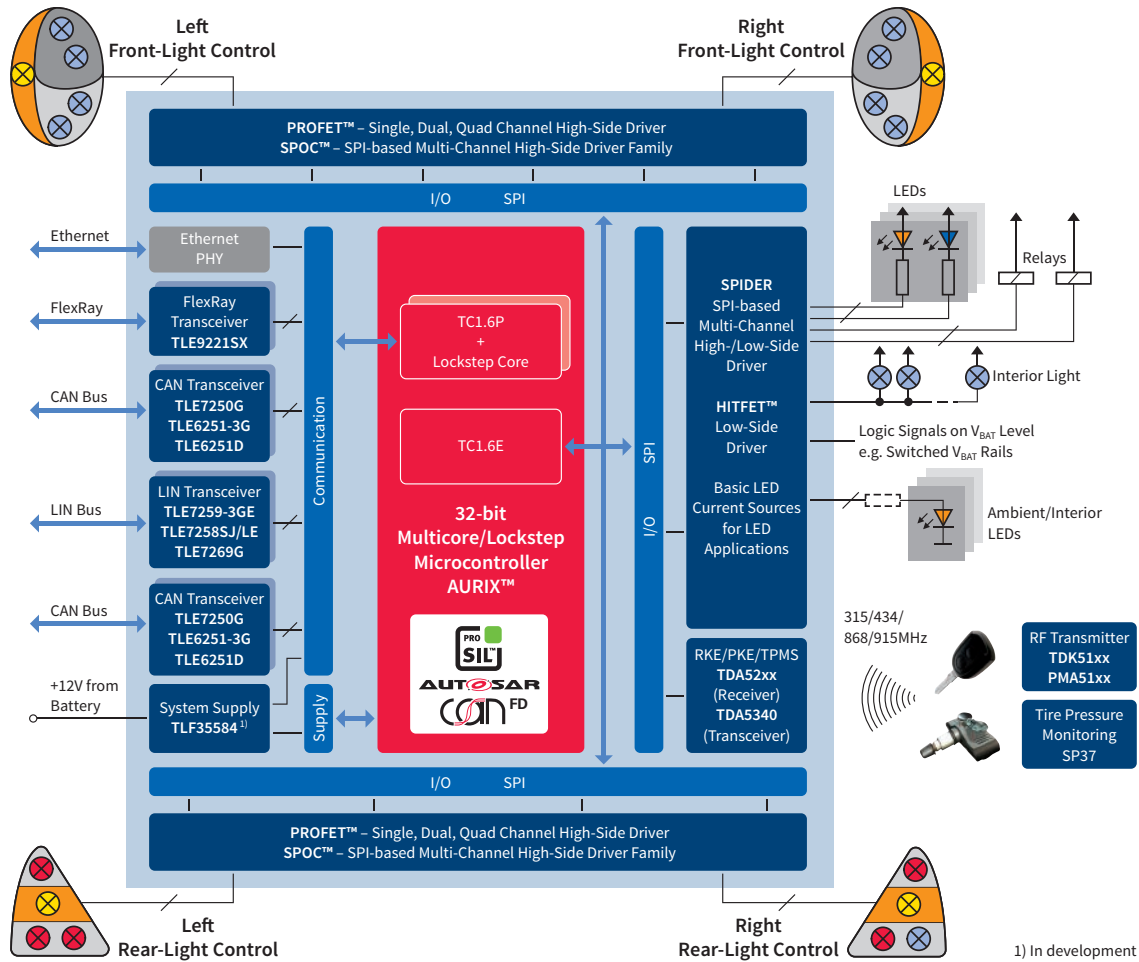 Left
Front-Light Control
Right
Front-Light Control
PROFET™ – Single, Dual, Quad Channel High-Side Driver
SPOC™ – SPI-based Multi-Channel High-Side Driver Family
I/O SPI
Ethernet
Ethernet
PHY
FlexRay
FlexRay
Transceiver
TLE9221SX
CAN Bus
CAN Transceiver
TLE7250G
TLE6251-3G
TLE6251D
LIN Bus
LIN Transceiver
TLE7259-3GE
TLE7258SJ/LE
TLE7269G
CAN Bus
CAN Transceiver
TLE7250G
TLE6251-3G
TLE6251D
+12V from
Battery
System Supply
TLF35584 1)
Communication
Supply
TC1.6P
+
Lockstep Core
TC1.6E
32-bit
Multicore/Lockstep
Microcontroller
AURIX™
PRO
SIL™
AUTOSAR
CAN FD
I/O SPI
SPIDER
SPI-based
Multi-Channel
High-/Low-Side
Driver
HITFET™
Low-Side
Driver
Basic LED
Current Sources
for LED
Applications
RKE/PKE/TPMS
TDA52xx
(Receiver)
TDA5340
(Transceiver)
LEDs
Relays
Interior Light
Logic Signals on VBAT Level
e.g. Switched VBAT Rails
Ambient/Interior
LEDs
315/434/
868/915MHz
RF Transmitter
TDK51xx
PMA51xx
Tire Pressure
Monitoring
SP37
I/O SPI
PROFET™ – Single, Dual, Quad Channel High-Side Driver
SPOC™ – SPI-based Multi-Channel High-Side Driver Family
Left
Rear-Light Control
Right
Rear-Light Control
1) In development